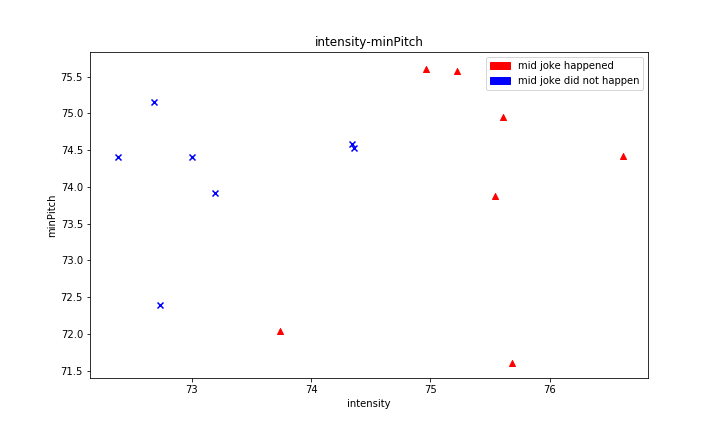 intensity-minPitch
mid joke happened
mid joke did not happen
minPitch
75.5
75.0
74.5
74.0
73.5
73.0
72.5
72.0
71.5
73 74 75 76
intensity